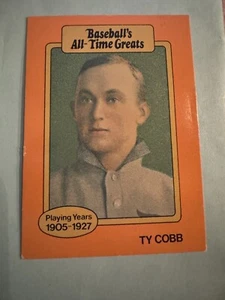 Baseball's
All-Time Greats
Playing Years
1905-1927
TY COBB